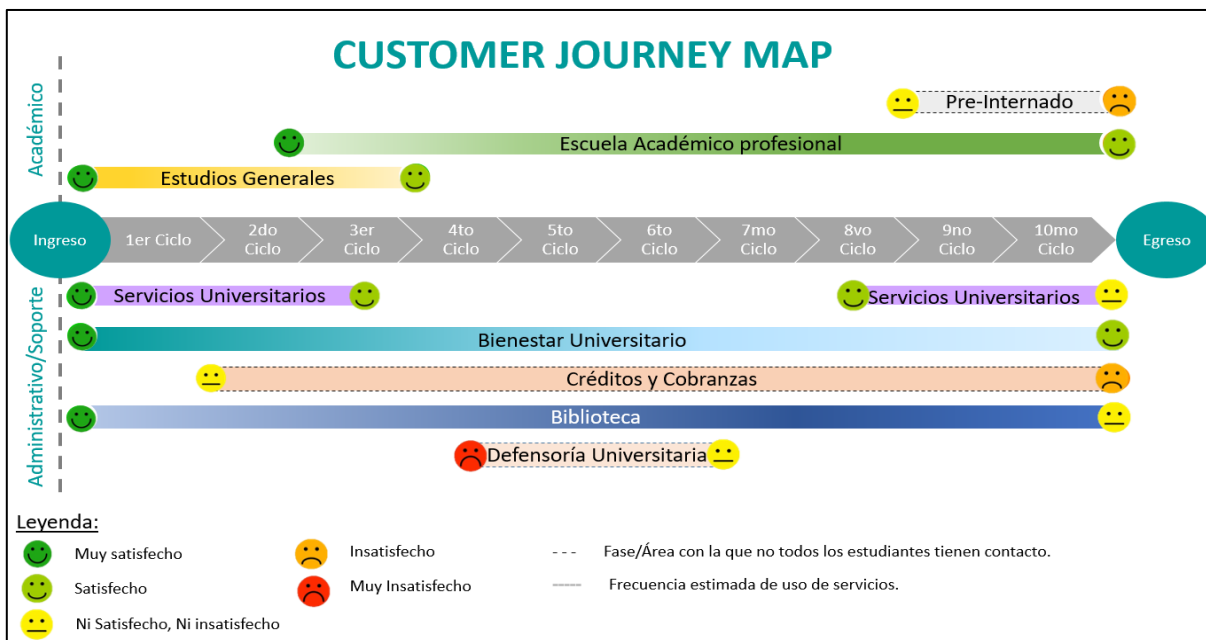 CUSTOMER JOURNEY MAP
Académico
Pre-Internado
Escuela Académico profesional
Estudios Generales
Ingreso
1er Ciclo
2do
Ciclo
3er
Ciclo
4to
Ciclo
5to
Ciclo
6to
Ciclo
7mo
Ciclo
8vo
Ciclo
9no
Ciclo
10mo
Ciclo
Egreso
Administrativo/Soporte
Servicios Universitarios
Servicios Universitarios
Bienestar Universitario
Créditos y Cobranzas
Biblioteca
Defensoría Universitaria
Leyenda:
Muy satisfecho
Satisfecho
Ni Satisfecho, Ni insatisfecho
Insatisfecho
Muy Insatisfecho
Fase/Área con la que no todos los estudiantes tienen contacto.
Frecuencia estimada de uso de servicios.